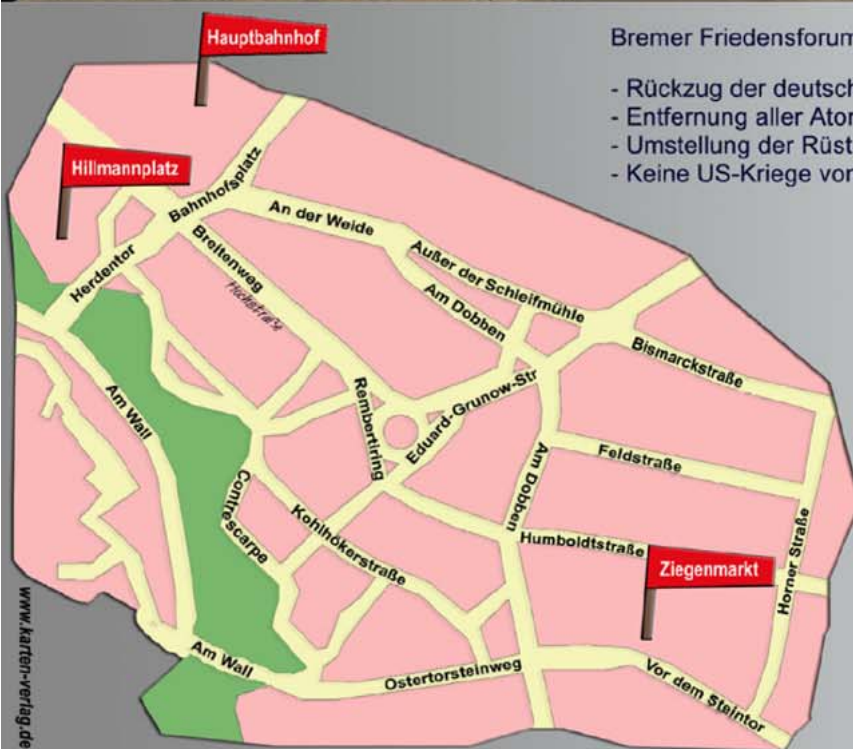 Hauptbahnhof
Bremer Friedensforum
- Rückzug der deutsch
- Entfernung aller Ator
- Umstellung der Rüst
- Keine US-Kriege vor
Hillmannplatz
Bahnhofsplatz
An der Weide
Herdentor
Breitenweg
Hochstraße
Außer der Schleifmühle
Am Dobben
Bismarckstraße
Am Wall
Rembertiring
Eduard-Grunow-Str
Am Dobben
Feldstraße
Contrescarpe
Kohlhökerstraße
Humboldtstraße
Ziegenmarkt
Horner Straße
Am Wall
Ostertorsteinweg
Vor dem Steintor
www.karten-verlag.de